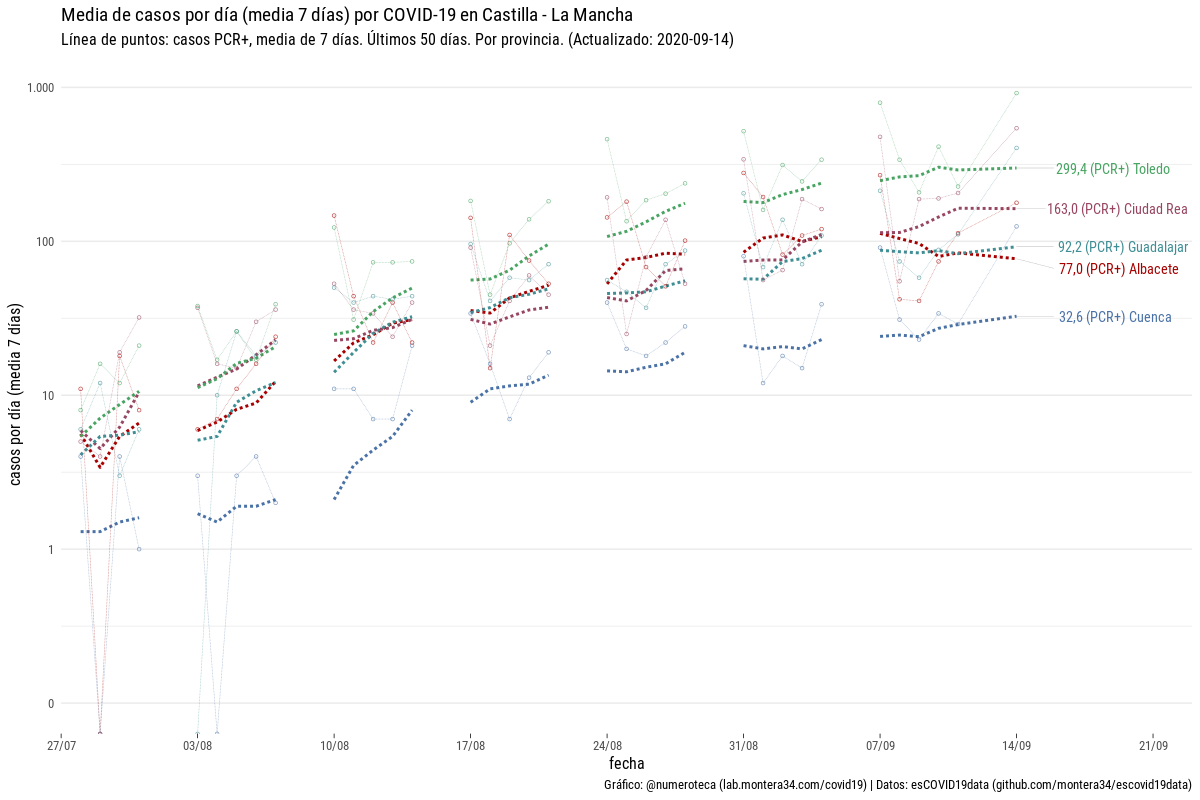 Media de casos por día (media 7 días) por COVID-19 en Castilla - La Mancha
Línea de puntos: casos PCR+, media de 7 días. Últimos 50 días. Por provincia. (Actualizado: 2020-09-14)
casos por día (media 7 días)
1.000
100
10
1
0
299,4 (PCR+) Toledo
163,0 (PCR+) Ciudad Rea
92,2 (PCR+) Guadalajar
77,0 (PCR+) Albacete
32,6 (PCR+) Cuenca
27/07 03/08 10/08 17/08 24/08 31/08 07/09 14/09 21/09
fecha
Gráfico: @numeroteca (lab.montera34.com/covid19) | Datos: esCOVID19data (github.com/montera34/escovid19data)